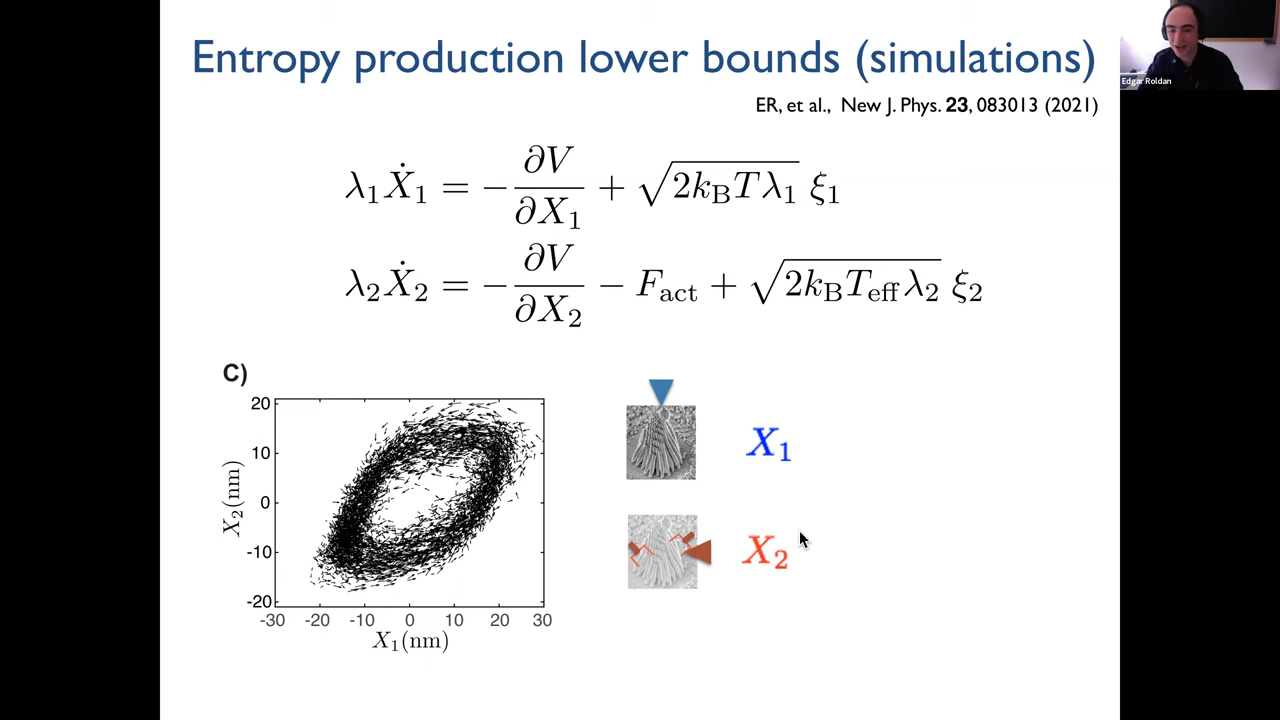 Entropy production lower bounds (simulations)
Edgar Roldan
ER, et al., New J. Phys. 23, 083013 (2021)
λ₁Ẋ₁ = −∂V/∂X₁ + √(2k_BTλ₁) ξ₁
λ₂Ẋ₂ = −∂V/∂X₂ − F_act + √(2k_BT_effλ₂) ξ₂
C)
20
10
0
-10
-20
X₂(nm)
-30 -20 -10 0 10 20 30
X₁(nm)
X₁
X₂